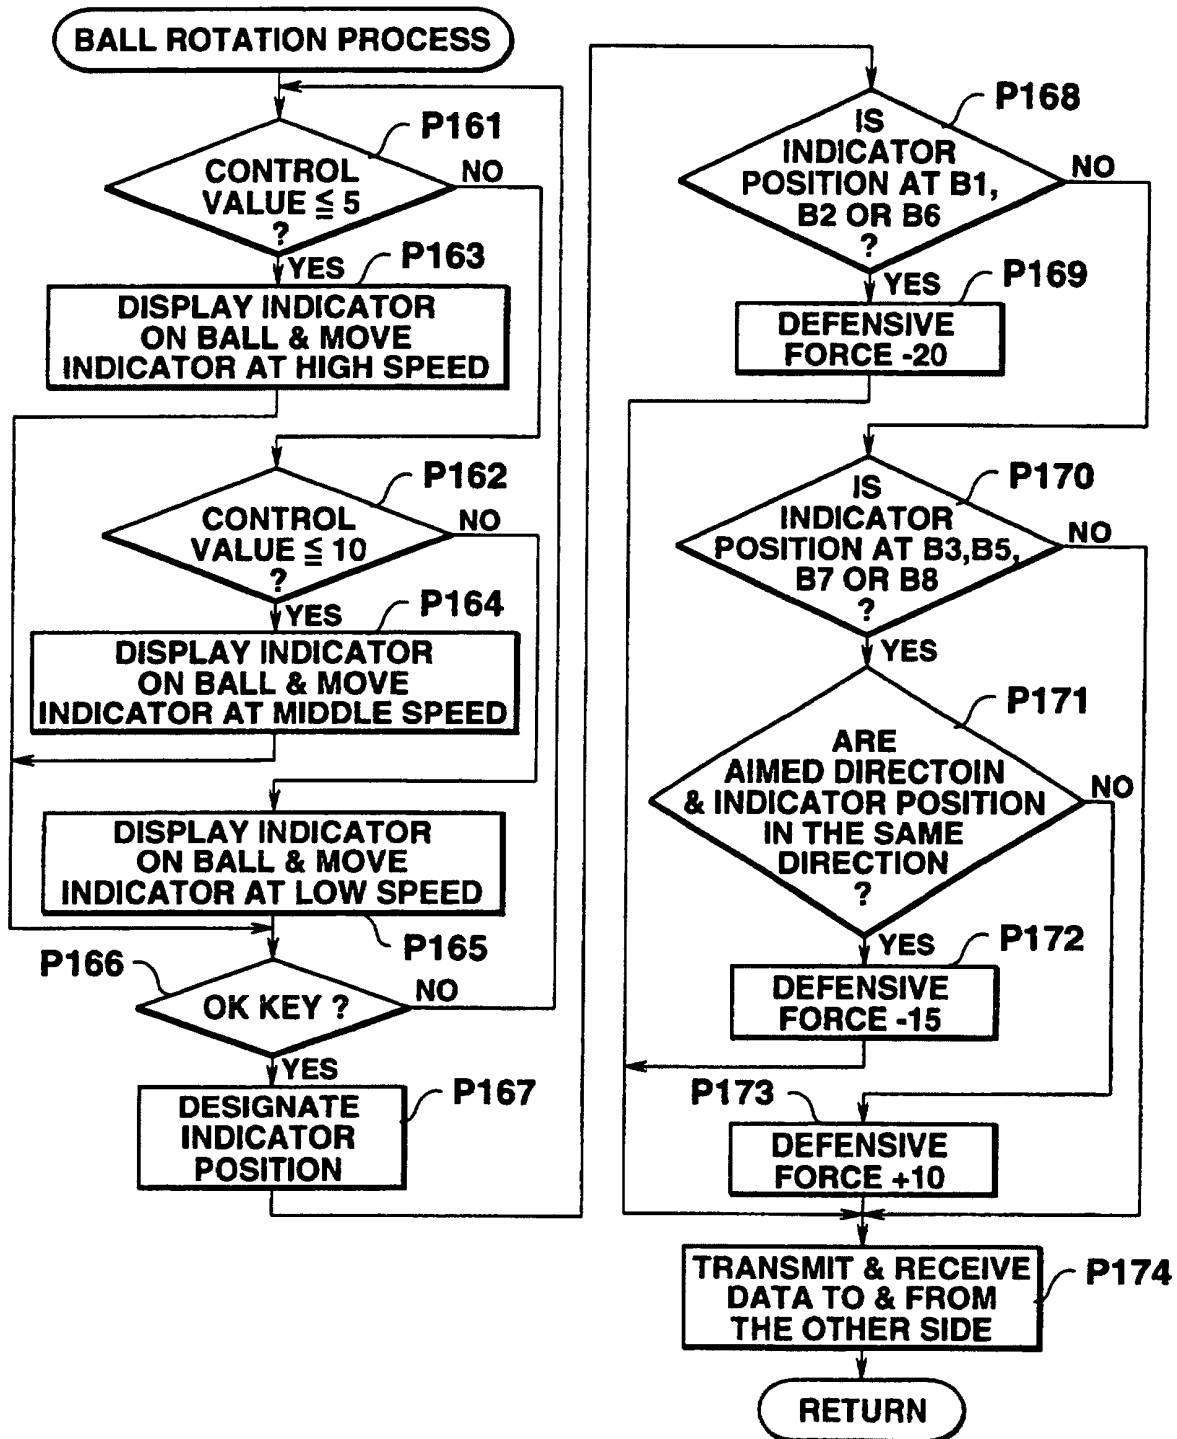 BALL ROTATION PROCESS
P161
CONTROL
VALUE ≦ 5
?
NO
YES
P163
DISPLAY INDICATOR
ON BALL & MOVE
INDICATOR AT HIGH SPEED
P162
CONTROL
VALUE ≦ 10
?
NO
YES
P164
DISPLAY INDICATOR
ON BALL & MOVE
INDICATOR AT MIDDLE SPEED
DISPLAY INDICATOR
ON BALL & MOVE
INDICATOR AT LOW SPEED
P165
P166
OK KEY ?
NO
YES
P167
DESIGNATE
INDICATOR
POSITION
P168
IS
INDICATOR
POSITION AT B1,
B2 OR B6
?
NO
YES
P169
DEFENSIVE
FORCE -20
P170
IS
INDICATOR
POSITION AT B3,B5,
B7 OR B8
?
NO
YES
P171
ARE
AIMED DIRECTOIN
& INDICATOR POSITION
IN THE SAME
DIRECTION
?
NO
YES
P172
DEFENSIVE
FORCE -15
P173
DEFENSIVE
FORCE +10
TRANSMIT & RECEIVE
DATA TO & FROM
THE OTHER SIDE
P174
RETURN